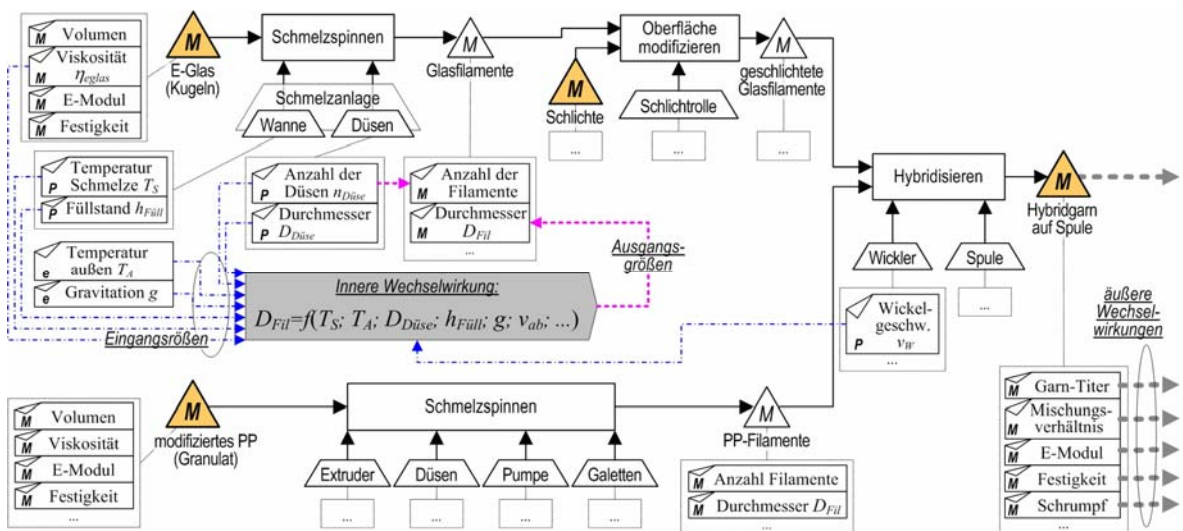 M Volumen
Viskosität
M ηeglas
M E-Modul
M Festigkeit
M
E-Glas
(Kugeln)
Schmelzspinnen
Schmelzanlage
Wanne
Düsen
M
Glasfilamente
M
Schlichte
...
Oberfläche
modifizieren
Schlichtrolle
...
M
geschlichtete
Glasfilamente
...
Temperatur
P Schmelze TS
P Füllstand hFüll
Temperatur
e außen TA
e Gravitation g
Eingangsrößen
Anzahl der
P Düsen nDüse
Durchmesser
P DDüse
Anzahl der
M Filamente
Durchmesser
M DFil
...
Ausgangs-
größen
Innere Wechselwirkung:
DFil=f(TS; TA; DDüse; hFüll; g; vab; ...)
Hybridisieren
Wickler
Spule
...
Wickel-
geschw.
P vW
...
M
Hybridgarn
auf Spule
äußere
Wechsel-
wirkungen
M Garn-Titer
Mischungs-
M verhältnis
M E-Modul
M Festigkeit
M Schrumpf
...
M Volumen
M Viskosität
M E-Modul
M Festigkeit
...
M
modifiziertes PP
(Granulat)
Schmelzspinnen
Extruder
Düsen
Pumpe
Galetten
...
...
...
...
M
PP-Filamente
M Anzahl Filamente
M Durchmesser DFil
...